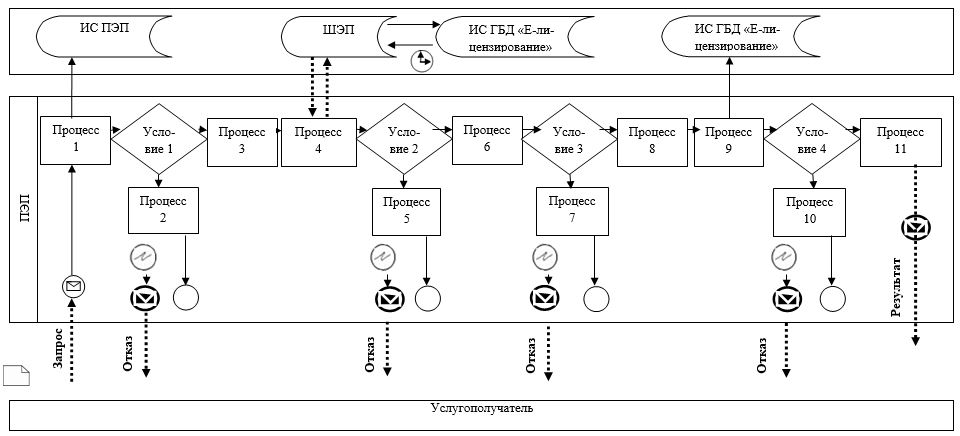 ИС ПЭП
ШЭП
ИС ГБД «Е-ли-
цензирование»
ИС ГБД «Е-ли-
цензирование»
ПЭП
Процесс
1
Усло-
вие 1
Процесс
3
Процесс
4
Усло-
вие 2
Процесс
6
Усло-
вие 3
Процесс
8
Процесс
9
Усло-
вие 4
Процесс
11
Процесс
2
Процесс
5
Процесс
7
Процесс
10
Запрос
Отказ
Отказ
Отказ
Отказ
Результат
Услугополучатель